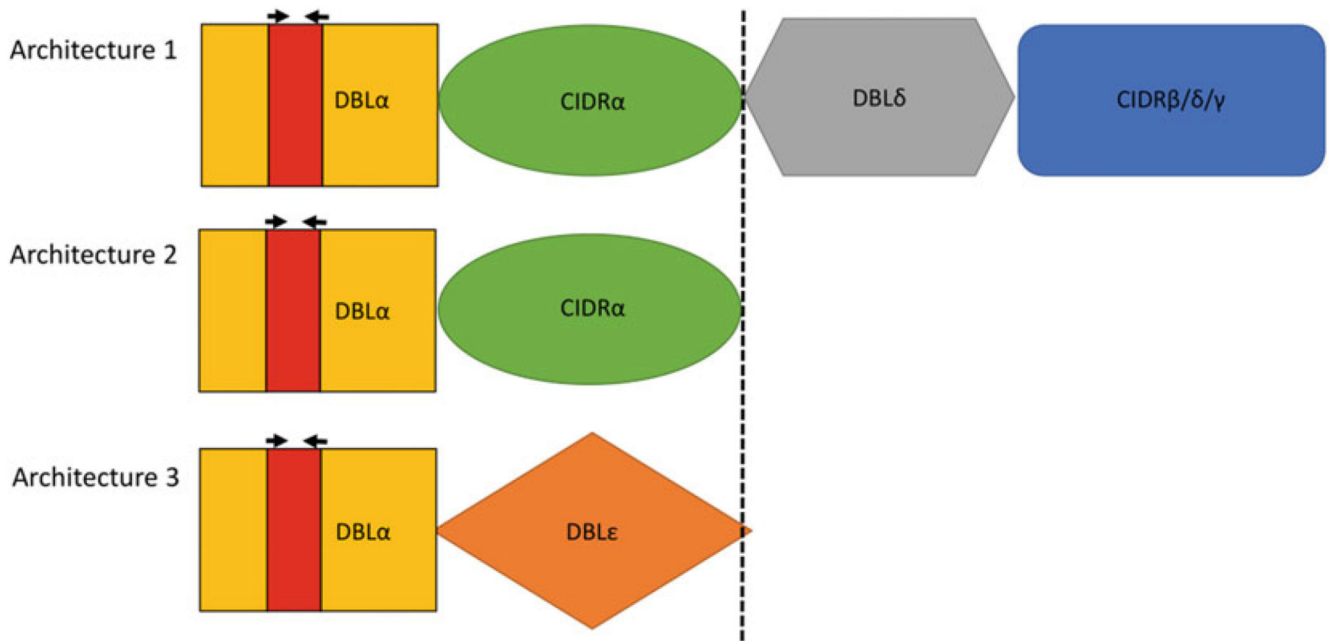 Architecture 1
DBLα
CIDRα
DBLδ
CIDRβ/δ/γ
Architecture 2
DBLα
CIDRα
Architecture 3
DBLα
DBLε